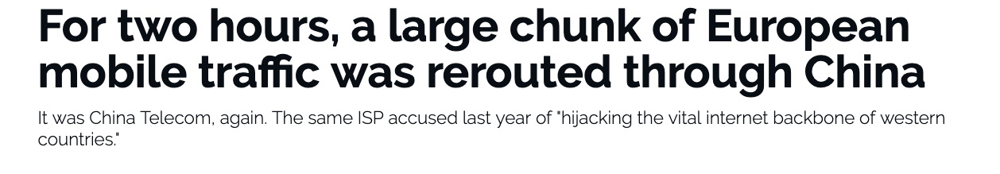 For two hours, a large chunk of European
mobile traffic was rerouted through China
It was China Telecom, again. The same ISP accused last year of "hijacking the vital internet backbone of western
countries."